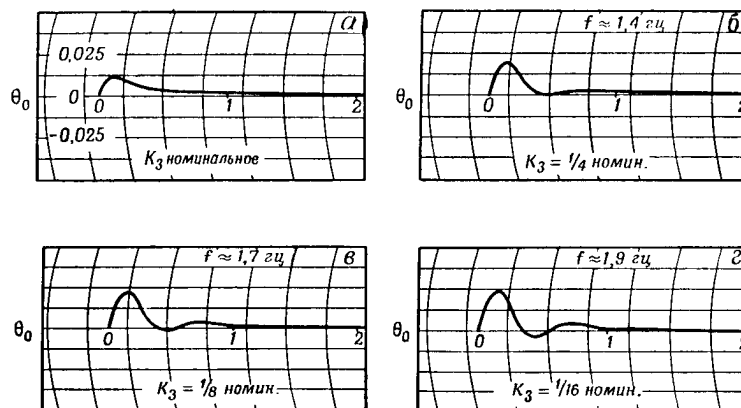 а
0,025
θ₀ 0 0 1 2
-0,025
K₃ номинальное
f ≈ 1,4 гц б
θ₀ 0 1 2
K₃ = 1/4 номин.
f ≈ 1,7 гц в
θ₀ 0 1 2
K₃ = 1/8 номин.
f ≈ 1,9 гц г
θ₀ 0 1 2
K₃ = 1/16 номин.